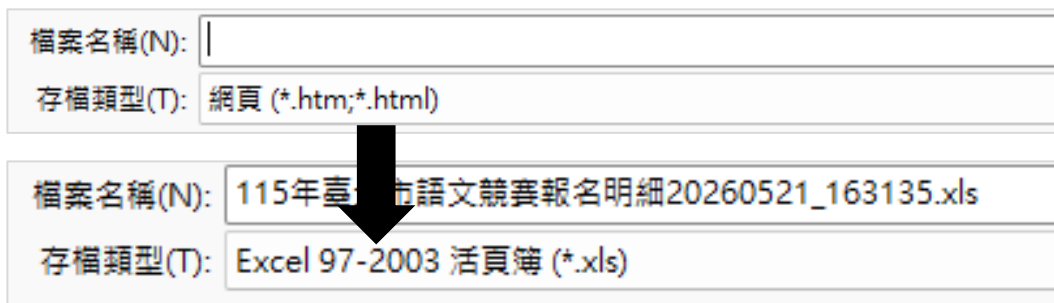 檔案名稱(N):
存檔類型(T): 網頁 (*.htm;*.html)
檔案名稱(N): 115年臺市語文競賽報名明細20260521_163135.xls
存檔類型(T): Excel 97-2003 活頁簿 (*.xls)